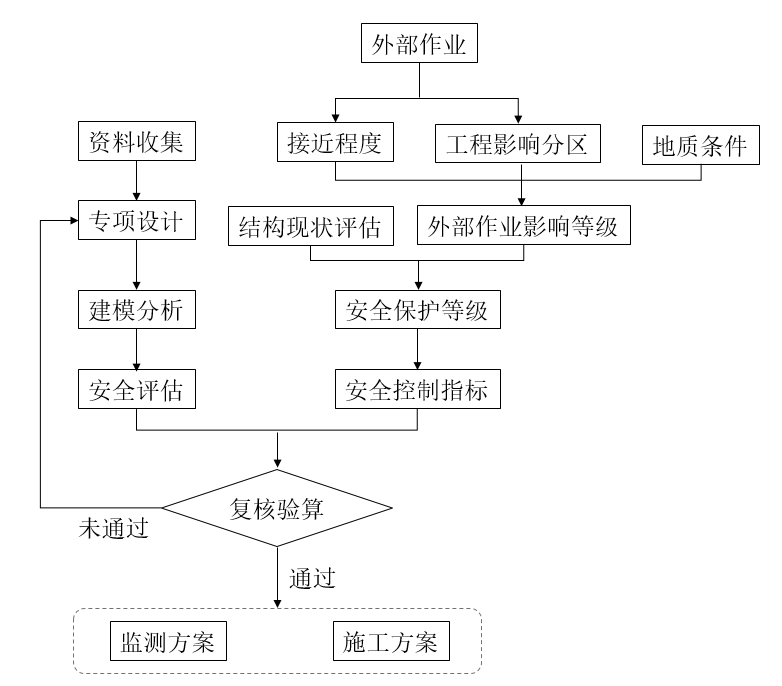 外部作业
资料收集
接近程度
工程影响分区
地质条件
专项设计
结构现状评估
外部作业影响等级
建模分析
安全保护等级
安全评估
安全控制指标
复核验算
未通过
通过
监测方案
施工方案